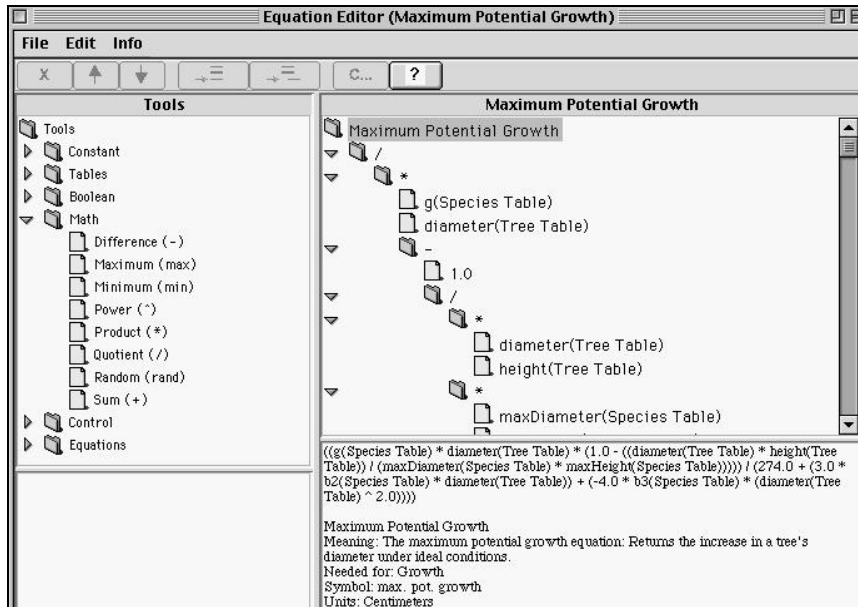 Equation Editor (Maximum Potential Growth)
File Edit Info
X C... ?
Tools
Tools
Constant
Tables
Boolean
Math
Difference (-)
Maximum (max)
Minimum (min)
Power (^)
Product (*)
Quotient (/)
Random (rand)
Sum (+)
Control
Equations
Maximum Potential Growth
Maximum Potential Growth
/
*
g(Species Table)
diameter(Tree Table)
-
1.0
/
*
diameter(Tree Table)
height(Tree Table)
*
maxDiameter(Species Table)
((g(Species Table) * diameter(Tree Table) * (1.0 - ((diameter(Tree Table) * height(Tree
Table)) / (maxDiameter(Species Table) * maxHeight(Species Table))))) / (274.0 + (3.0 *
b2(Species Table) * diameter(Tree Table)) + (-4.0 * b3(Species Table) * (diameter(Tree
Table) ^ 2.0))))
Maximum Potential Growth
Meaning: The maximum potential growth equation: Returns the increase in a tree's
diameter under ideal conditions.
Needed for: Growth
Symbol: max. pot. growth
Units: Centimeters